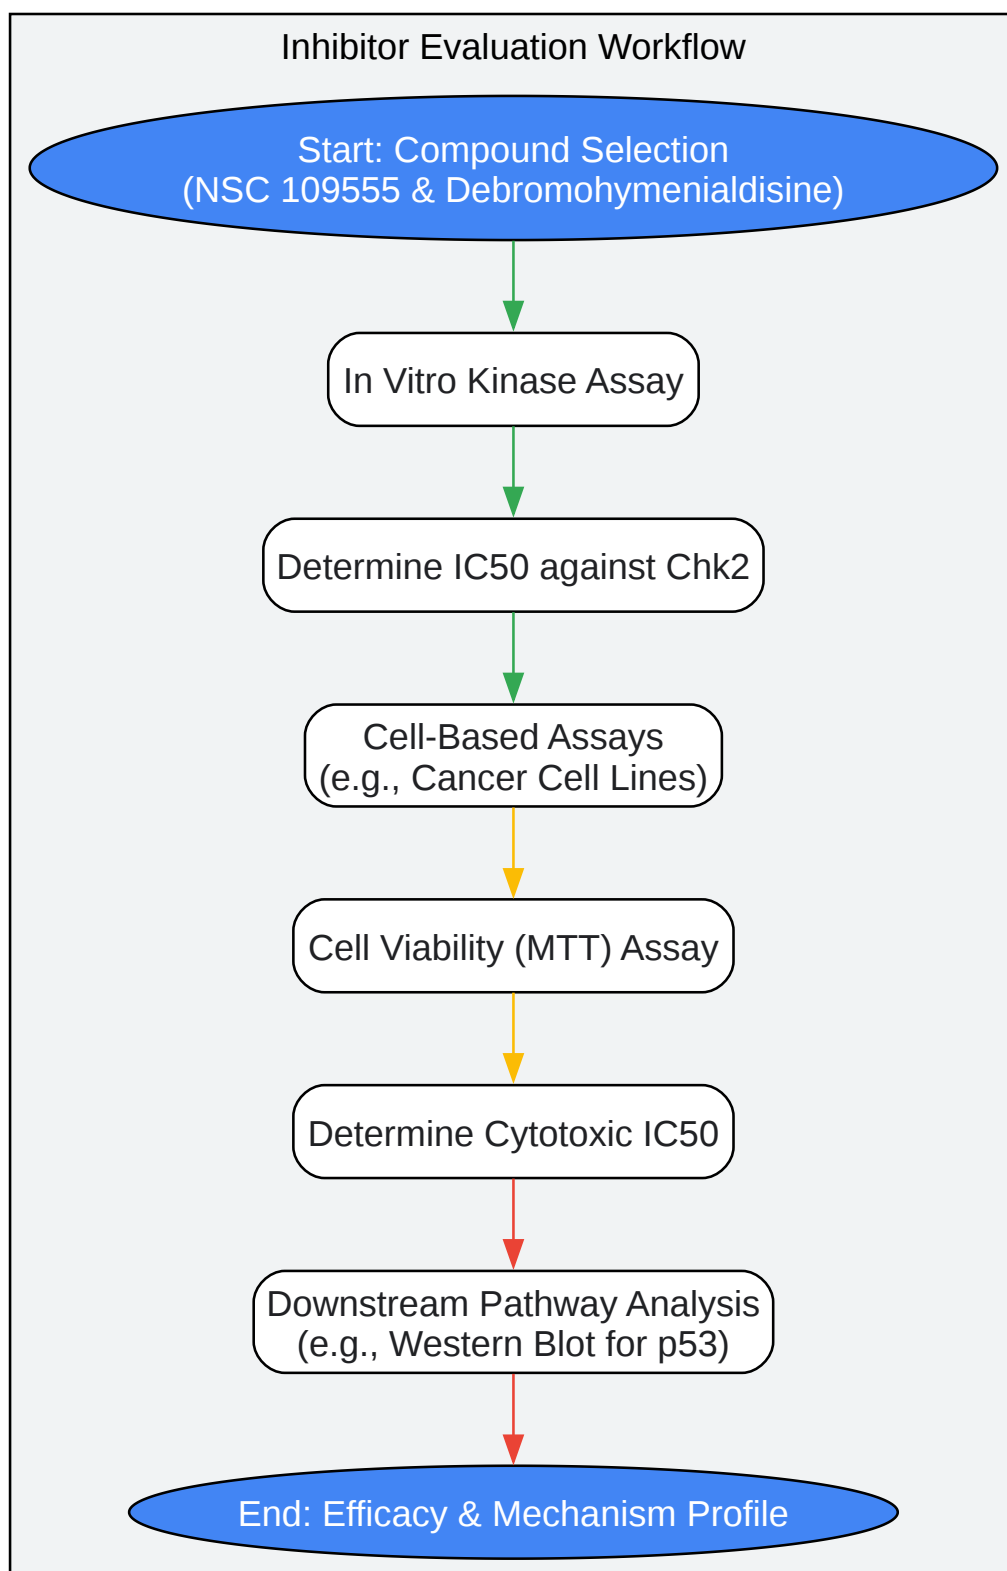 Inhibitor Evaluation Workflow
Start: Compound Selection
(NSC 109555 & Debromohymenialdisine)
In Vitro Kinase Assay
Determine IC50 against Chk2
Cell-Based Assays
(e.g., Cancer Cell Lines)
Cell Viability (MTT) Assay
Determine Cytotoxic IC50
Downstream Pathway Analysis
(e.g., Western Blot for p53)
End: Efficacy & Mechanism Profile